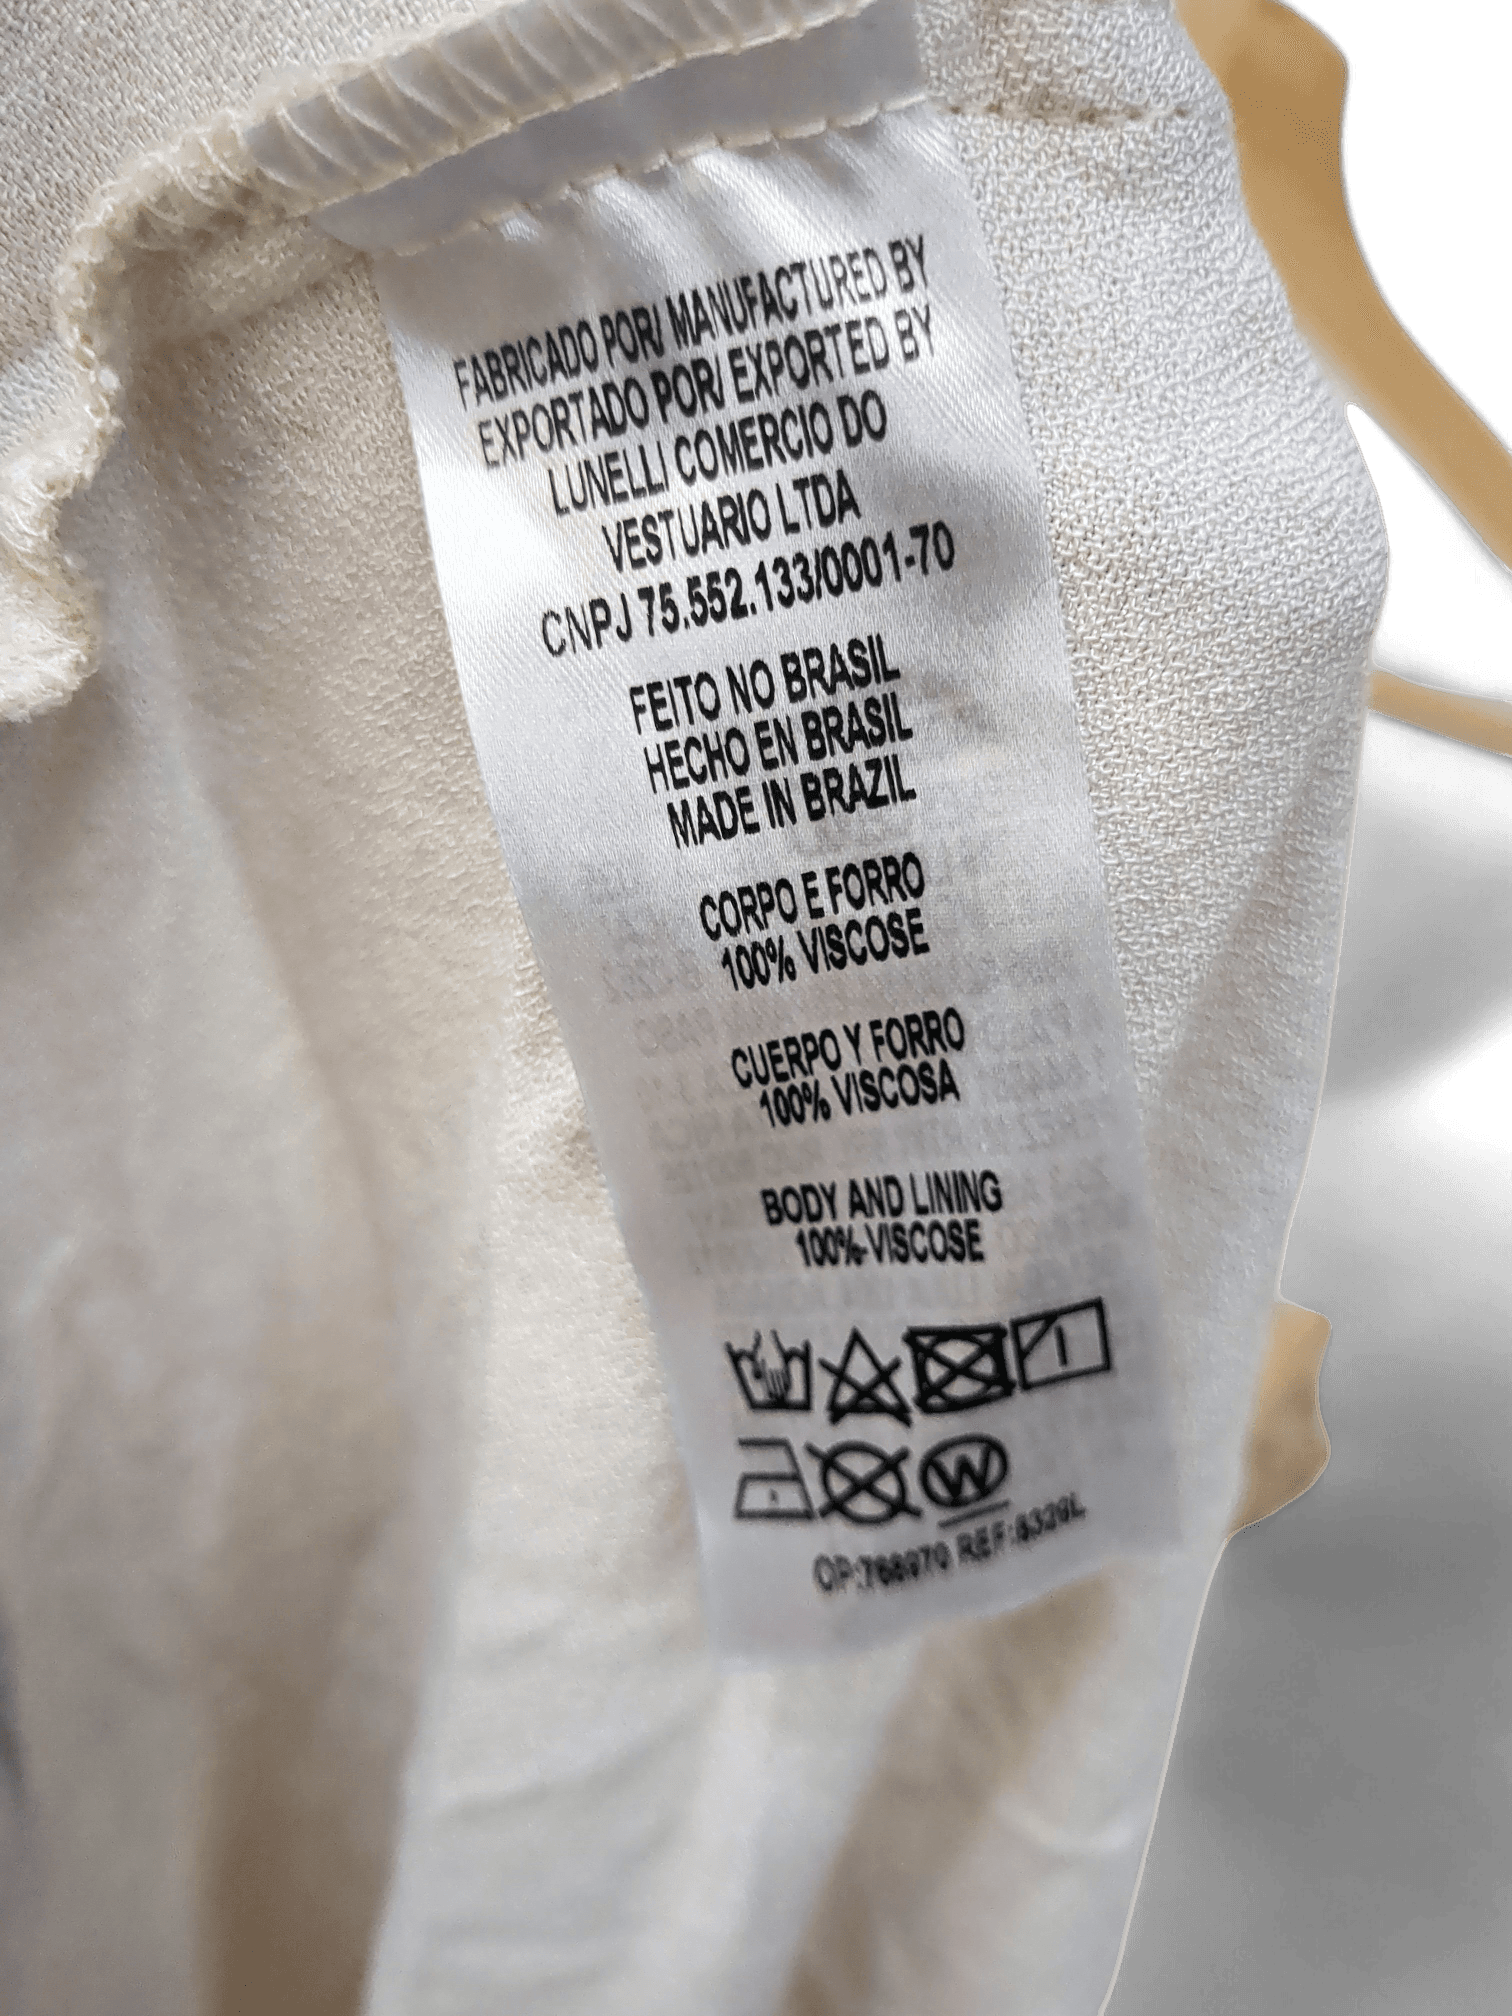 FABRICADO POR/ MANUFACTURED BY
EXPORTADO POR/ EXPORTED BY
LUNELLI COMERCIO DO
VESTUARIO LTDA
CNPJ 75.552.133/0001-70
FEITO NO BRASIL
HECHO EN BRASIL
MADE IN BRAZIL
CORPO E FORRO
100% VISCOSE
CUERPO Y FORRO
100% VISCOSA
BODY AND LINING
100% VISCOSE
W